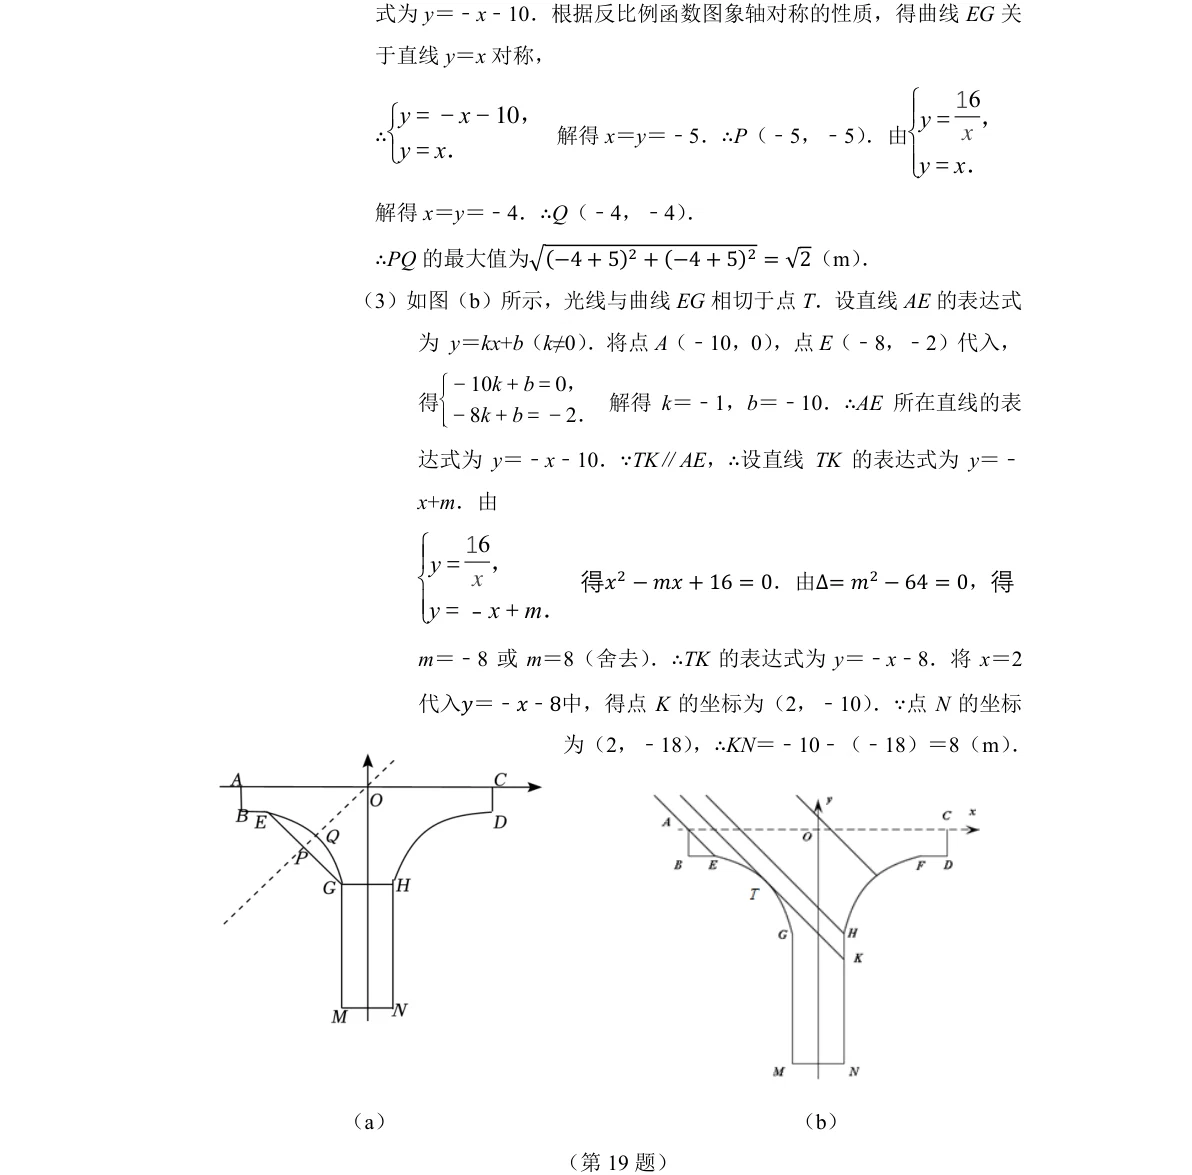 式为 y＝﹣x﹣10．根据反比例函数图象轴对称的性质，得曲线 EG 关
于直线 y＝x 对称，
∴{y = －x－10, y = x． 解得 x＝y＝﹣5．∴P（﹣5，﹣5）．由{y = 16/x, y = x．
解得 x＝y＝﹣4．∴Q（﹣4，﹣4）．
∴PQ 的最大值为√((−4 + 5)² + (−4 + 5)²) = √2（m）．
（3）如图（b）所示，光线与曲线 EG 相切于点 T．设直线 AE 的表达式
为 y＝kx+b（k≠0）．将点 A（﹣10，0），点 E（﹣8，﹣2）代入，
得{－10k + b = 0, －8k + b = －2． 解得 k＝﹣1，b＝﹣10．∴AE 所在直线的表
达式为 y＝﹣x﹣10．∵TK∥AE，∴设直线 TK 的表达式为 y＝﹣
x+m．由
{y = 16/x, y = －x + m． 得x² − mx + 16 = 0．由Δ= m² − 64 = 0，得
m＝﹣8 或 m＝8（舍去）．∴TK 的表达式为 y＝﹣x﹣8．将 x＝2
代入y＝﹣x﹣8中，得点 K 的坐标为（2，﹣10）．∵点 N 的坐标
为（2，﹣18），∴KN＝﹣10﹣（﹣18）＝8（m）．
A C
O
B E D
Q
P
G H
M N
y
A C x
O
B E F D
T
G H
K
M N
（a） （b）
（第 19 题）